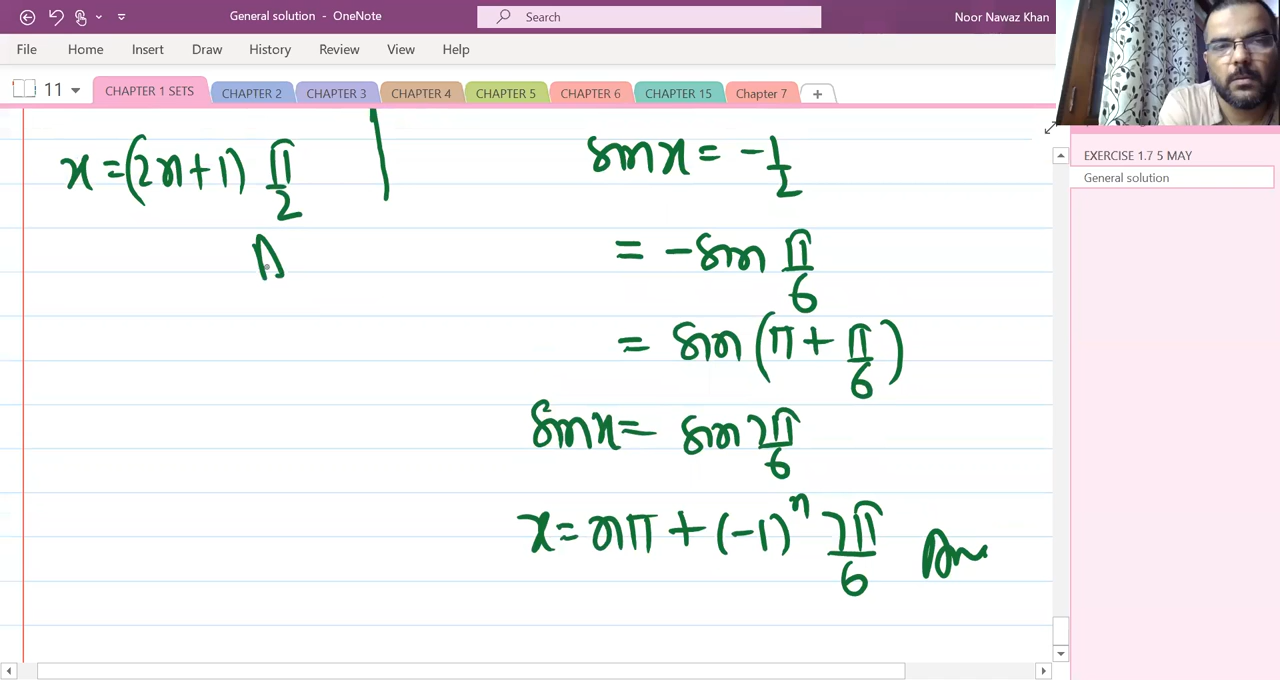 General solution - OneNote
Search
Noor Nawaz Khan
File Home Insert Draw History Review View Help
11
CHAPTER 1 SETS CHAPTER 2 CHAPTER 3 CHAPTER 4 CHAPTER 5 CHAPTER 6 CHAPTER 15 Chapter 7 +
EXERCISE 1.7 5 MAY
General solution
x = (2n+1) π/2
A
sin x = -1/2
= -sin π/6
= sin (π + π/6)
sin x = sin 7π/6
x = nπ + (-1)^n 7π/6 Ans